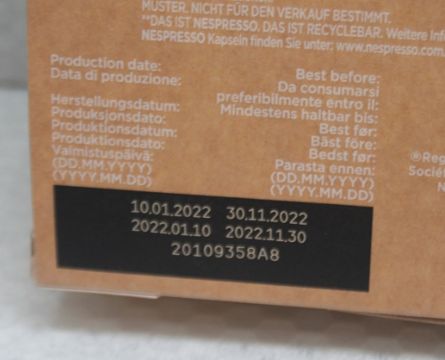 MUSTER. NICHT FÜR DEN VERKAUF BESTIMMT.
**DAS IST NESPRESSO. DAS IST RECYCLEBAR. Weitere Infor
NESPRESSO Kapseln finden Sie unter: www.nespresso.com
Production date:
Data di produzione:
Herstellungsdatum:
Produksjonsdato:
Produktionsdatum:
Produktionsdato:
Valmistuspäivä:
(DD.MM.YYYY)
(YYYY.MM.DD)
Best before:
Da consumarsi
preferibilmente entro il:
Mindestens haltbar bis:
Best før:
Bäst före:
Bedst før:
Parasta ennen:
(DD.MM.YYYY)
(YYYY.MM.DD)
®Reg
Sociét
10.01.2022 30.11.2022
2022.01.10 2022.11.30
20109358A8